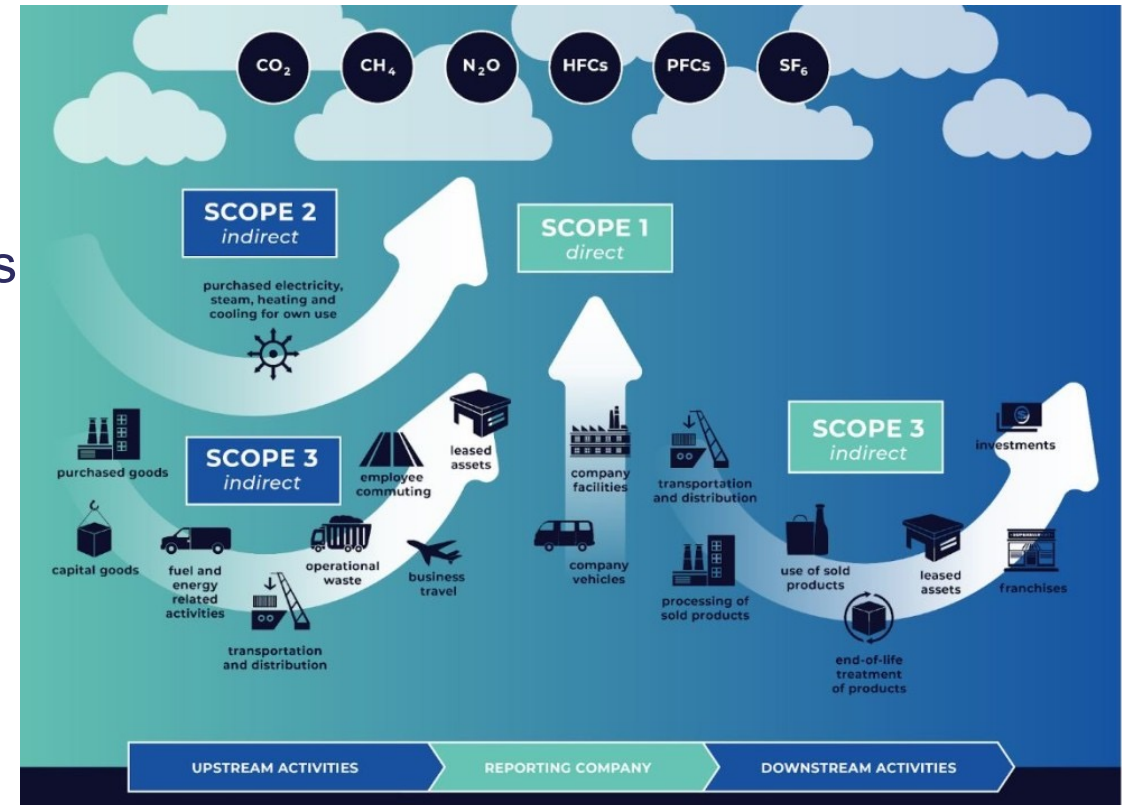 CO₂
CH₄
N₂O
HFCs
PFCs
SF₆
s
SCOPE 2
indirect
purchased electricity,
steam, heating and
cooling for own use
SCOPE 1
direct
purchased goods
capital goods
SCOPE 3
indirect
fuel and
energy
related
activities
transportation
and distribution
operational
waste
employee
commuting
business
travel
leased
assets
company
facilities
company
vehicles
transportation
and distribution
processing of
sold products
SCOPE 3
indirect
use of sold
products
end-of-life
treatment
of products
leased
assets
investments
franchises
UPSTREAM ACTIVITIES
REPORTING COMPANY
DOWNSTREAM ACTIVITIES